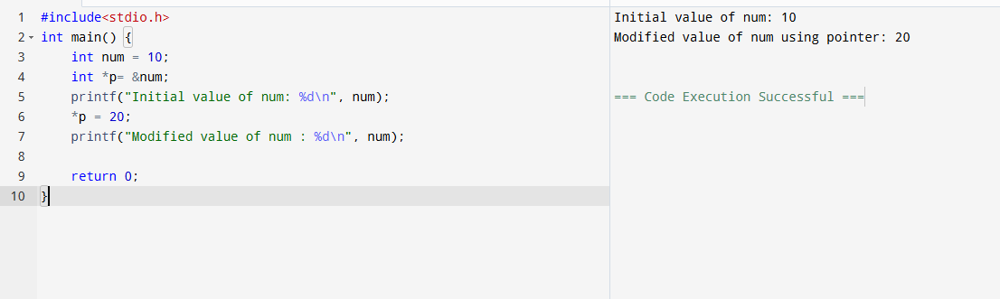 1 #include<stdio.h>
2 int main() {
3     int num = 10;
4     int *p= &num;
5     printf("Initial value of num: %d\n", num);
6     *p = 20;
7     printf("Modified value of num : %d\n", num);
8
9     return 0;
10 }
Initial value of num: 10
Modified value of num using pointer: 20
=== Code Execution Successful ===